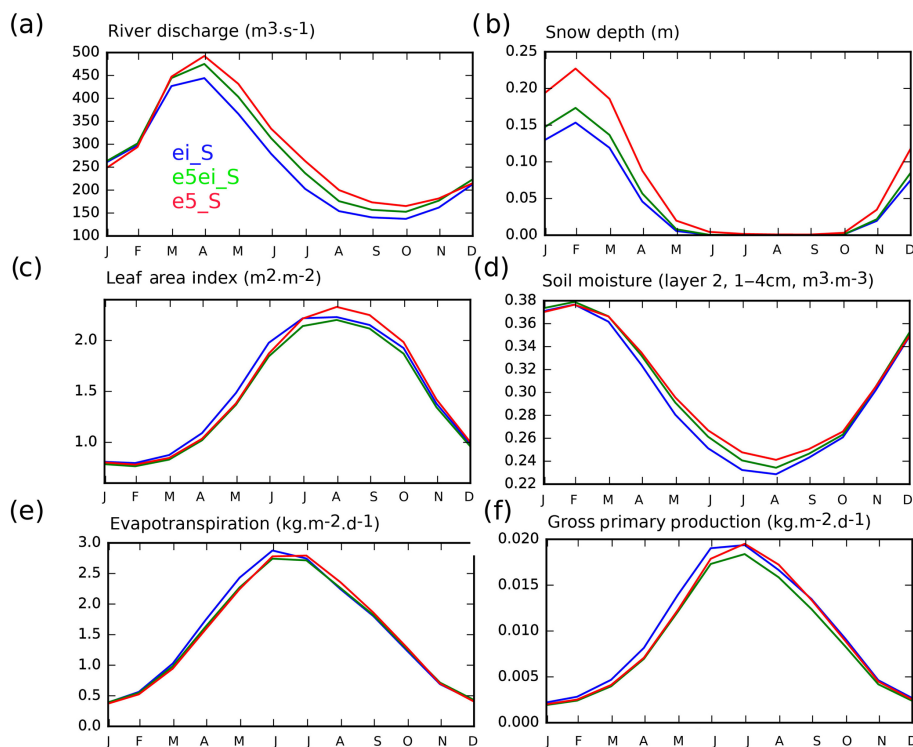 (a) River discharge (m3.s-1)
500
450
400
350
300
250
200
150
100
ei_S
e5ei_S
e5_S
J F M A M J J A S O N D
(b) Snow depth (m)
0.25
0.20
0.15
0.10
0.05
0.00
J F M A M J J A S O N D
(c) Leaf area index (m2.m-2)
2.0
1.5
1.0
J F M A M J J A S O N D
(d) Soil moisture (layer 2, 1–4cm, m3.m-3)
0.38
0.36
0.34
0.32
0.30
0.28
0.26
0.24
0.22
J F M A M J J A S O N D
(e) Evapotranspiration (kg.m-2.d-1)
3.0
2.5
2.0
1.5
1.0
0.5
0.0
J F M A M J J A S O N D
(f) Gross primary production (kg.m-2.d-1)
0.020
0.015
0.010
0.005
0.000
J F M A M J J A S O N D